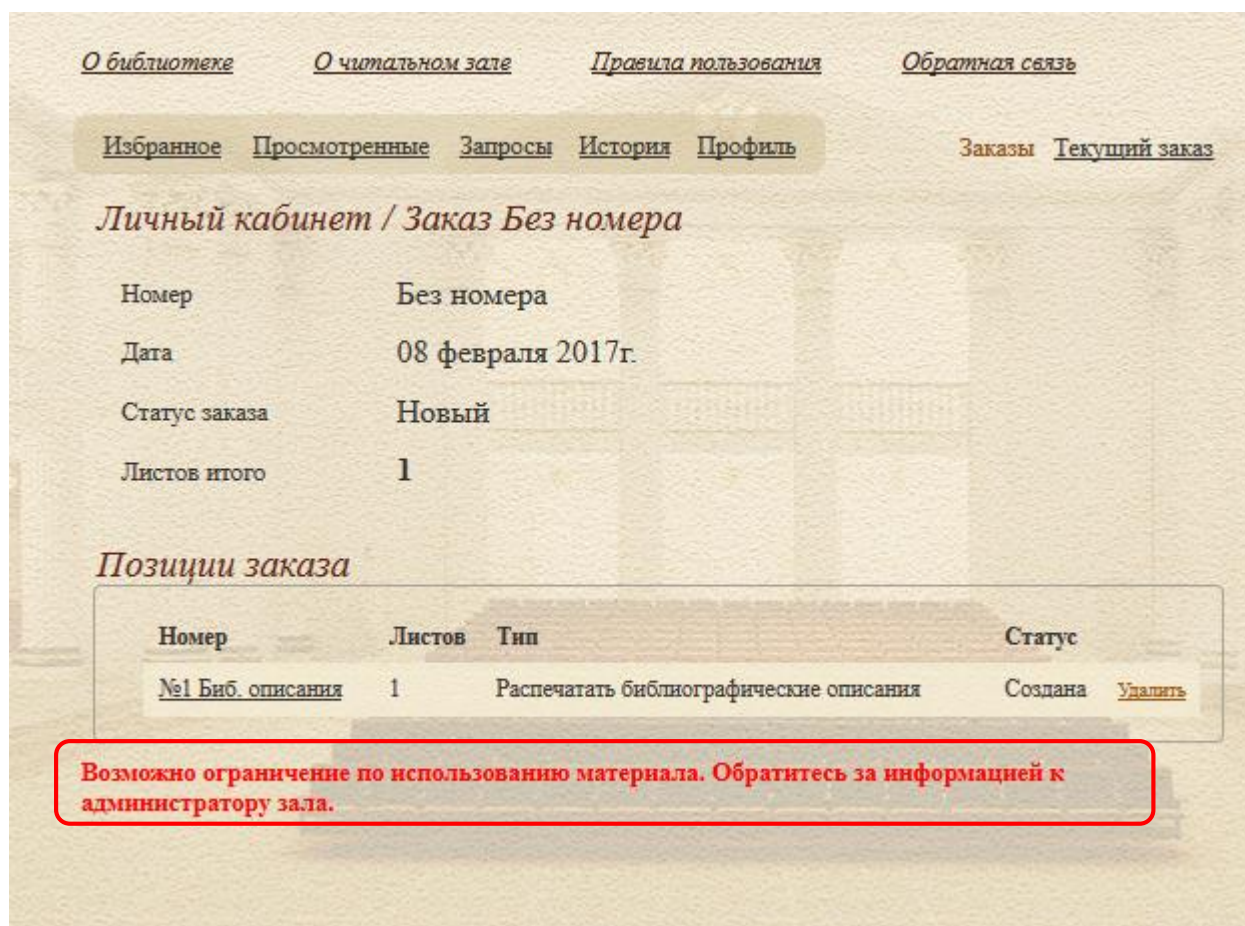 О библиотеке О читальном зале Правила пользования Обратная связь
Избранное Просмотренные Запросы История Профиль Заказы Текущий заказ
Личный кабинет / Заказ Без номера
Номер Без номера
Дата 08 февраля 2017г.
Статус заказа Новый
Листов итого 1
Позиции заказа
Номер Листов Тип Статус
№1 Биб. описания 1 Распечатать библиографические описания Создана Удалить
Возможно ограничение по использованию материала. Обратитесь за информацией к
администратору зала.